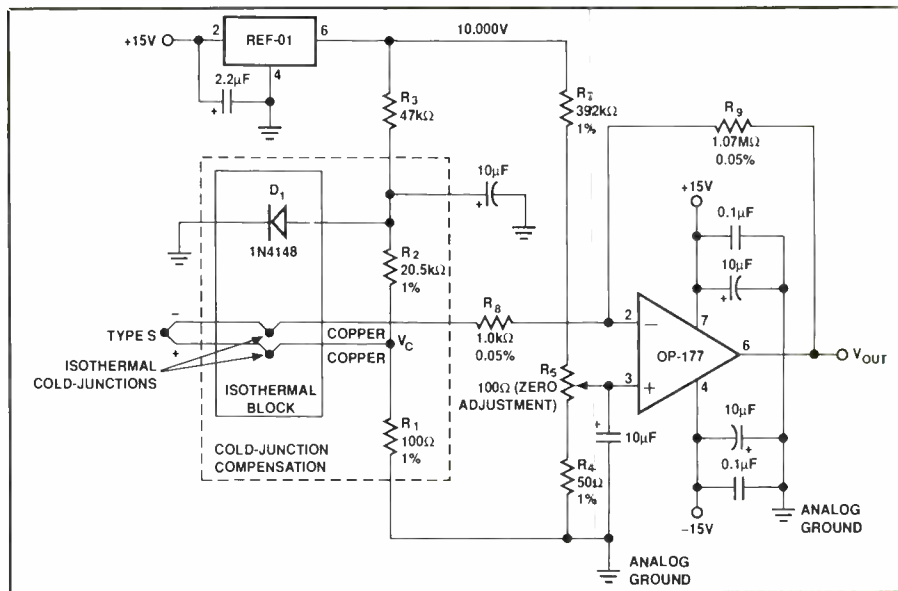 +15V
2
REF-01
6
4
10.000V
2.2µF
+
R3
47kΩ
R7
392kΩ
1%
R9
1.07MΩ
0.05%
D1
1N4148
10µF
+
+15V
0.1µF
10µF
+
R2
20.5kΩ
1%
−
TYPE S
+
COPPER
COPPER
VC
R8
1.0kΩ
0.05%
ISOTHERMAL
COLD-JUNCTIONS
ISOTHERMAL
BLOCK
R5
100Ω (ZERO
ADJUSTMENT)
2
−
3
+
7
OP-177
6
4
VOUT
R1
100Ω
1%
COLD-JUNCTION
COMPENSATION
+
10µF
R4
50Ω
1%
10µF
+
0.1µF
−15V
ANALOG
GROUND
ANALOG
GROUND